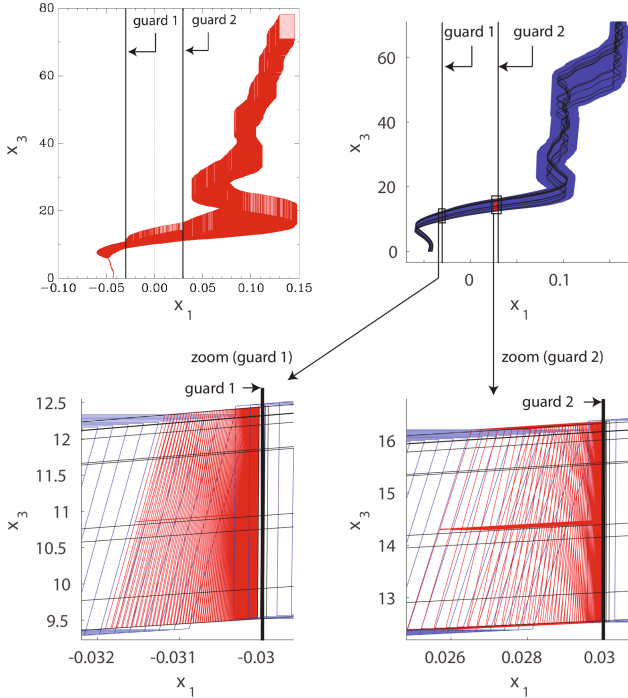 80
60
40
20
0
x3
-0.10
-0.05
0.00
0.05
0.10
0.15
x1
guard 1
guard 2
60
40
20
0
x3
0
0.1
x1
guard 1
guard 2
zoom (guard 1)
guard 1
12.5
12
11.5
11
10.5
10
9.5
x3
-0.032
-0.031
-0.03
x1
zoom (guard 2)
guard 2
16
15
14
13
x3
0.026
0.028
0.03
x1